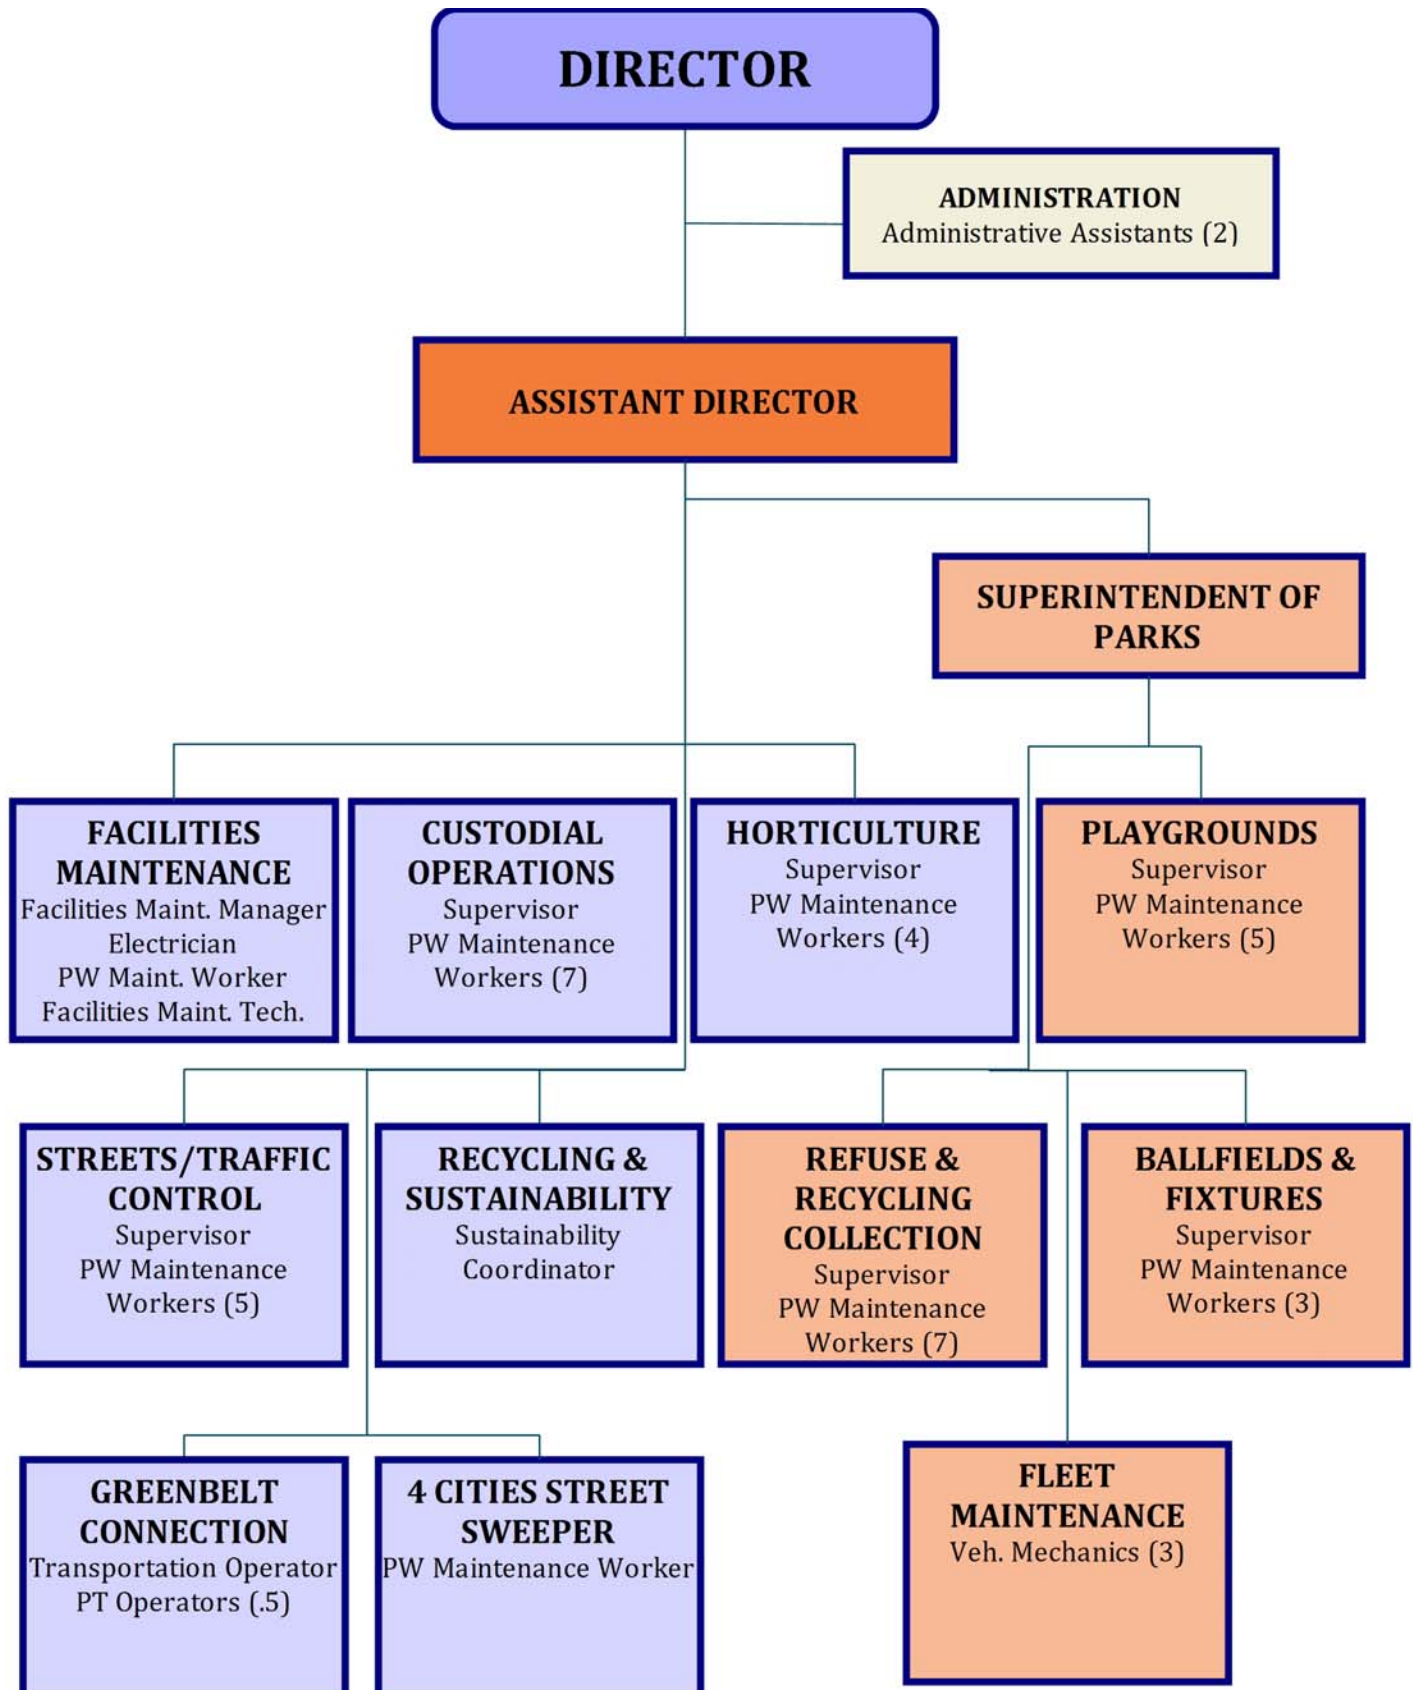 DIRECTOR
ADMINISTRATION
Administrative Assistants (2)
ASSISTANT DIRECTOR
SUPERINTENDENT OF
PARKS
FACILITIES
MAINTENANCE
Facilities Maint. Manager
Electrician
PW Maint. Worker
Facilities Maint. Tech.
CUSTODIAL
OPERATIONS
Supervisor
PW Maintenance
Workers (7)
HORTICULTURE
Supervisor
PW Maintenance
Workers (4)
PLAYGROUNDS
Supervisor
PW Maintenance
Workers (5)
STREETS/TRAFFIC
CONTROL
Supervisor
PW Maintenance
Workers (5)
RECYCLING &
SUSTAINABILITY
Sustainability
Coordinator
REFUSE &
RECYCLING
COLLECTION
Supervisor
PW Maintenance
Workers (7)
BALLFIELDS &
FIXTURES
Supervisor
PW Maintenance
Workers (3)
GREENBELT
CONNECTION
Transportation Operator
PT Operators (.5)
4 CITIES STREET
SWEEPER
PW Maintenance Worker
FLEET
MAINTENANCE
Veh. Mechanics (3)